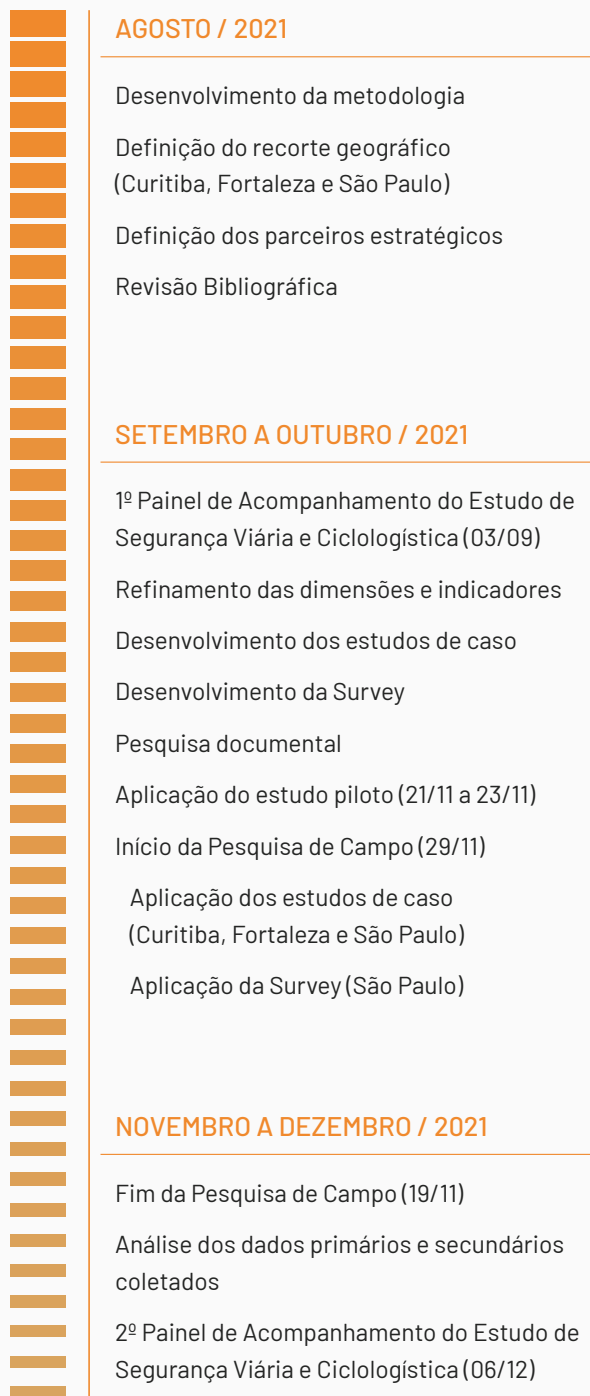 AGOSTO / 2021
Desenvolvimento da metodologia
Definição do recorte geográfico
(Curitiba, Fortaleza e São Paulo)
Definição dos parceiros estratégicos
Revisão Bibliográfica
SETEMBRO A OUTUBRO / 2021
1º Painel de Acompanhamento do Estudo de
Segurança Viária e Ciclologística (03/09)
Refinamento das dimensões e indicadores
Desenvolvimento dos estudos de caso
Desenvolvimento da Survey
Pesquisa documental
Aplicação do estudo piloto (21/11 a 23/11)
Início da Pesquisa de Campo (29/11)
Aplicação dos estudos de caso
(Curitiba, Fortaleza e São Paulo)
Aplicação da Survey (São Paulo)
NOVEMBRO A DEZEMBRO / 2021
Fim da Pesquisa de Campo (19/11)
Análise dos dados primários e secundários
coletados
2º Painel de Acompanhamento do Estudo de
Segurança Viária e Ciclologística (06/12)